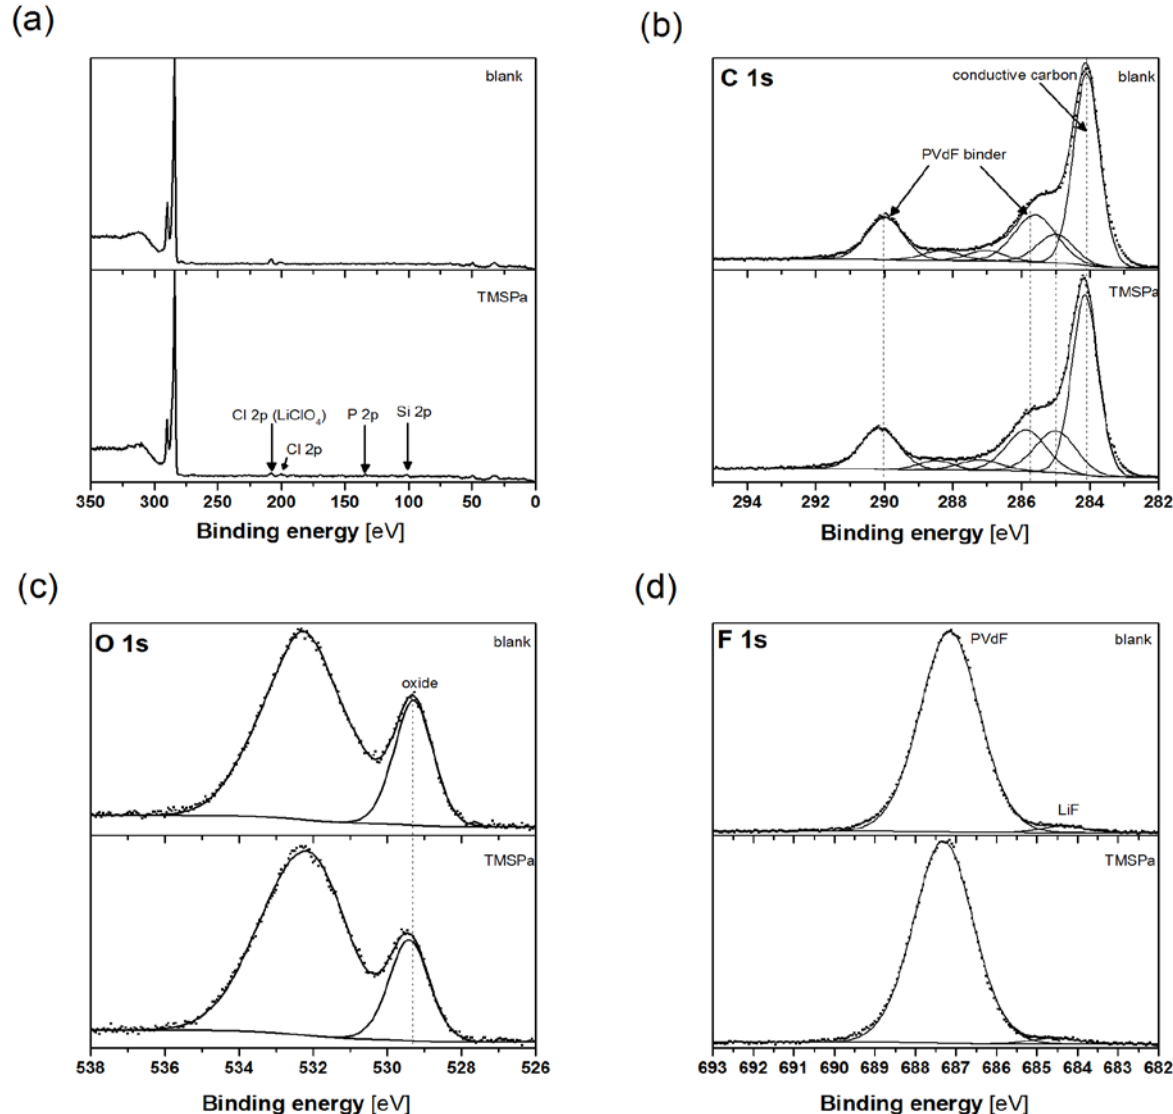 (a)
blank
TMSPa
Cl 2p (LiClO4)
P 2p
Si 2p
Cl 2p
350 300 250 200 150 100 50 0
Binding energy [eV]
(b)
C 1s
conductive carbon
blank
PVdF binder
TMSPa
294 292 290 288 286 284 282
Binding energy [eV]
(c)
O 1s
blank
oxide
TMSPa
538 536 534 532 530 528 526
Binding energy [eV]
(d)
F 1s
PVdF
blank
LiF
TMSPa
693 692 691 690 689 688 687 686 685 684 683 682
Binding energy [eV]